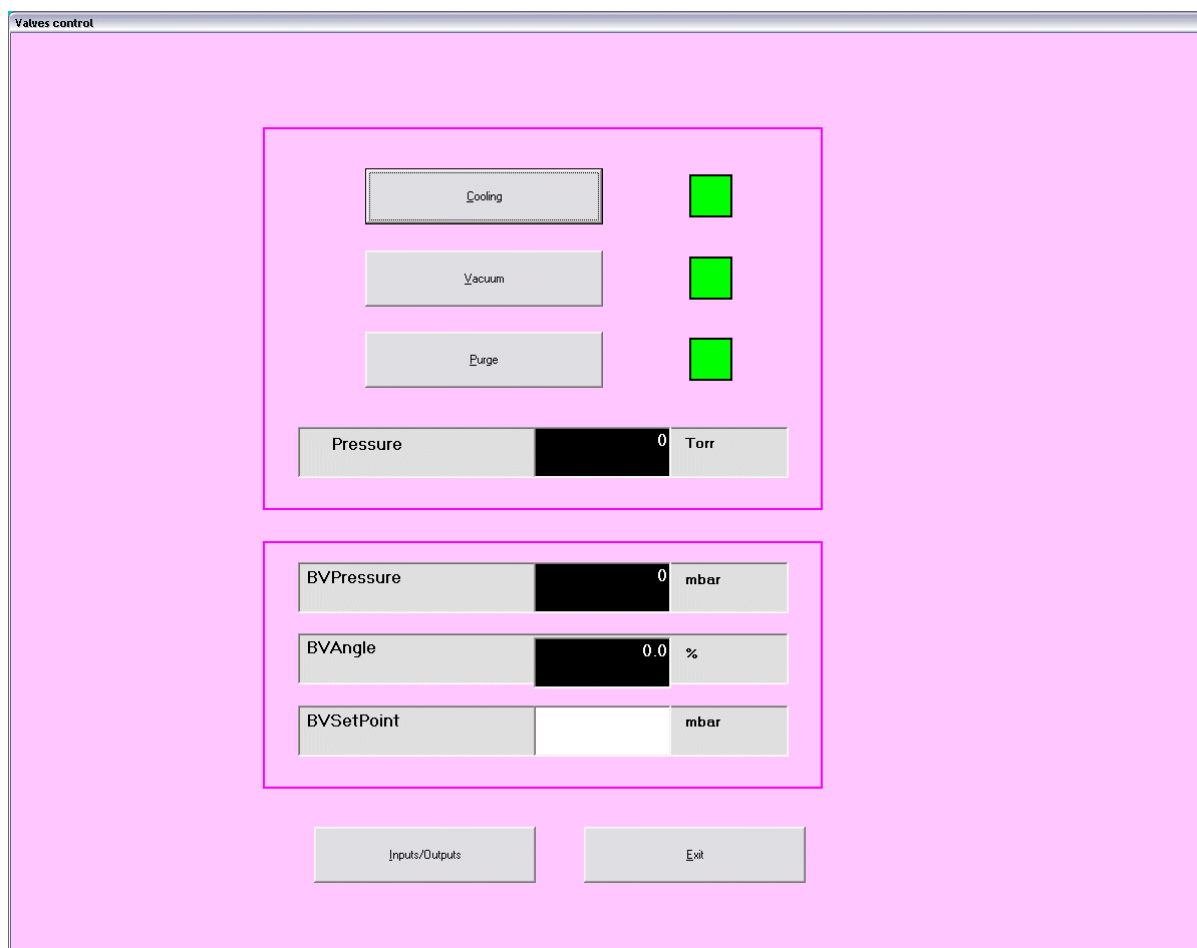 Valves control
Cooling
Vacuum
Purge
Pressure 0 Torr
BVPressure 0 mbar
BVAngle 0.0 %
BVSetPoint mbar
Inputs/Outputs Exit